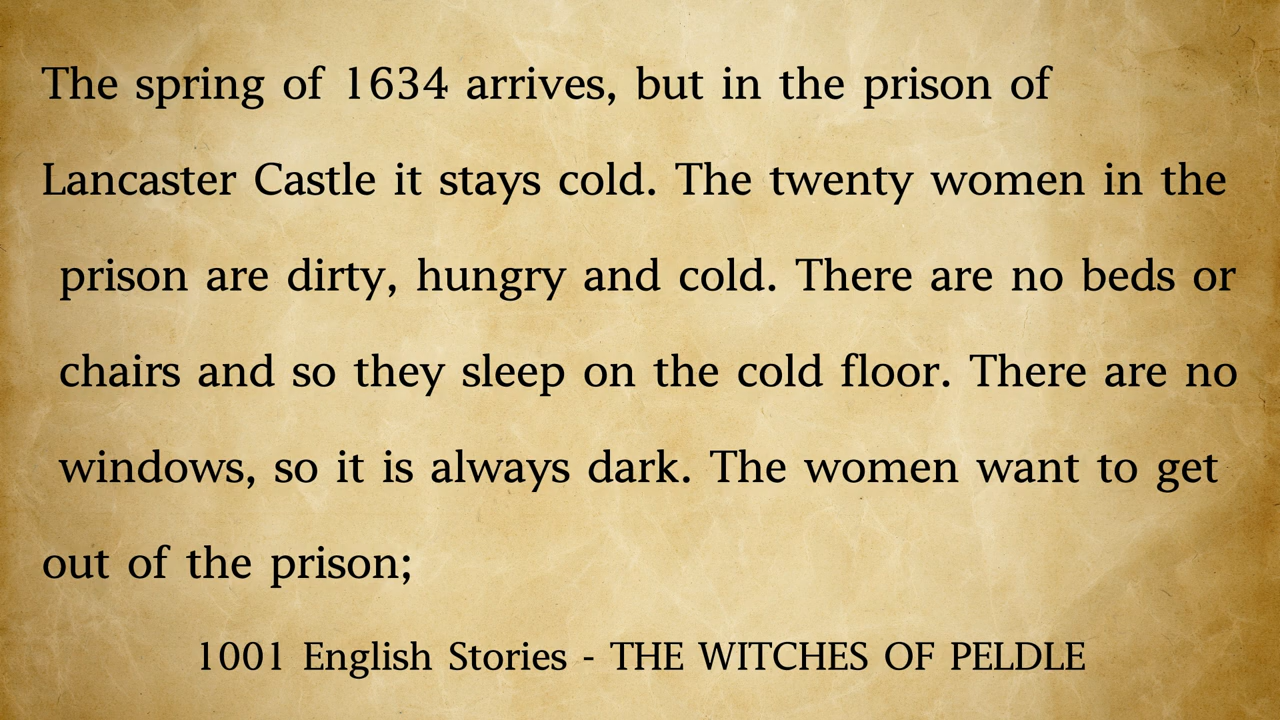 The spring of 1634 arrives, but in the prison of
Lancaster Castle it stays cold. The twenty women in the
prison are dirty, hungry and cold. There are no beds or
chairs and so they sleep on the cold floor. There are no
windows, so it is always dark. The women want to get
out of the prison;
1001 English Stories - THE WITCHES OF PELDLE